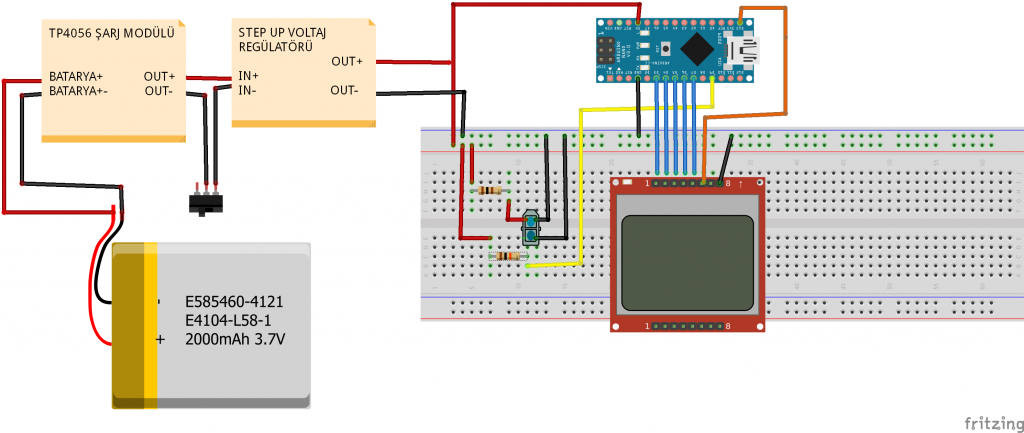 TP4056 ŞARJ MODÜLÜ
BATARYA+
BATARYA+-
OUT+
OUT-
STEP UP VOLTAJ
REGÜLATÖRÜ
IN+
IN-
OUT+
OUT-
1
8
1
8
E585460-4121
E4104-L58-1
2000mAh 3.7V
-
+
fritzing